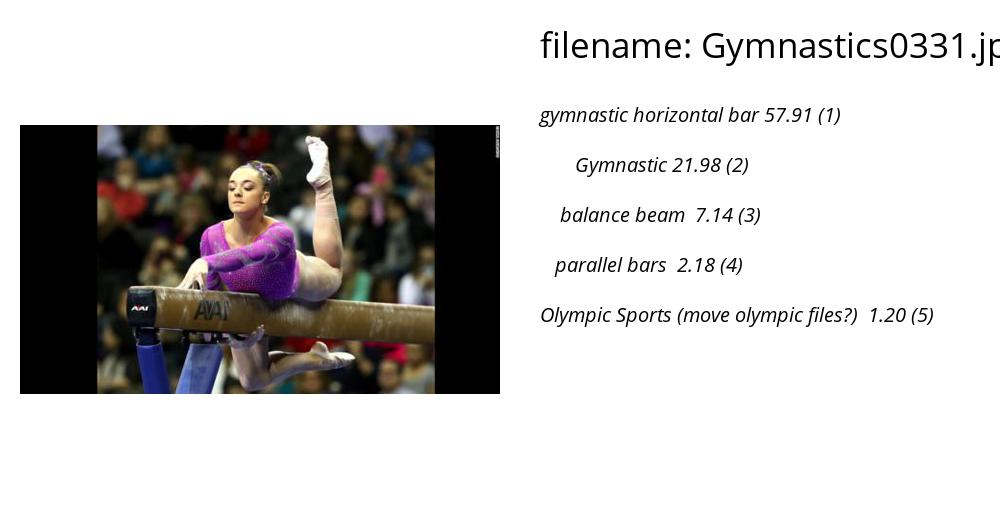 filename: Gymnastics0331.jp
gymnastic horizontal bar 57.91 (1)
Gymnastic 21.98 (2)
balance beam 7.14 (3)
parallel bars 2.18 (4)
Olympic Sports (move olympic files?) 1.20 (5)
AAI
AAI